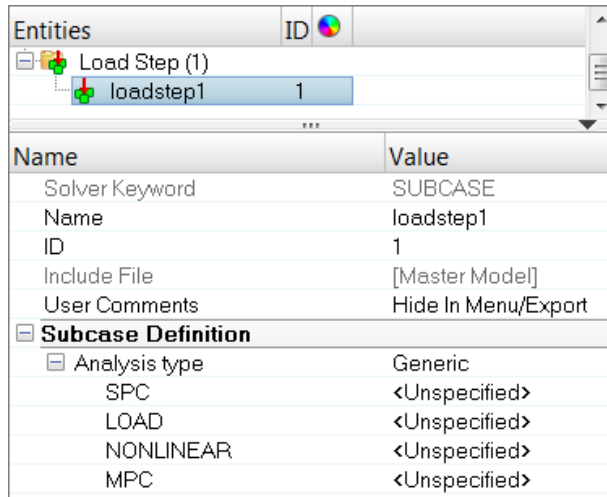 Entities ID
Load Step (1)
loadstep1 1
Name Value
Solver Keyword SUBCASE
Name loadstep1
ID 1
Include File [Master Model]
User Comments Hide In Menu/Export
Subcase Definition
Analysis type Generic
SPC <Unspecified>
LOAD <Unspecified>
NONLINEAR <Unspecified>
MPC <Unspecified>